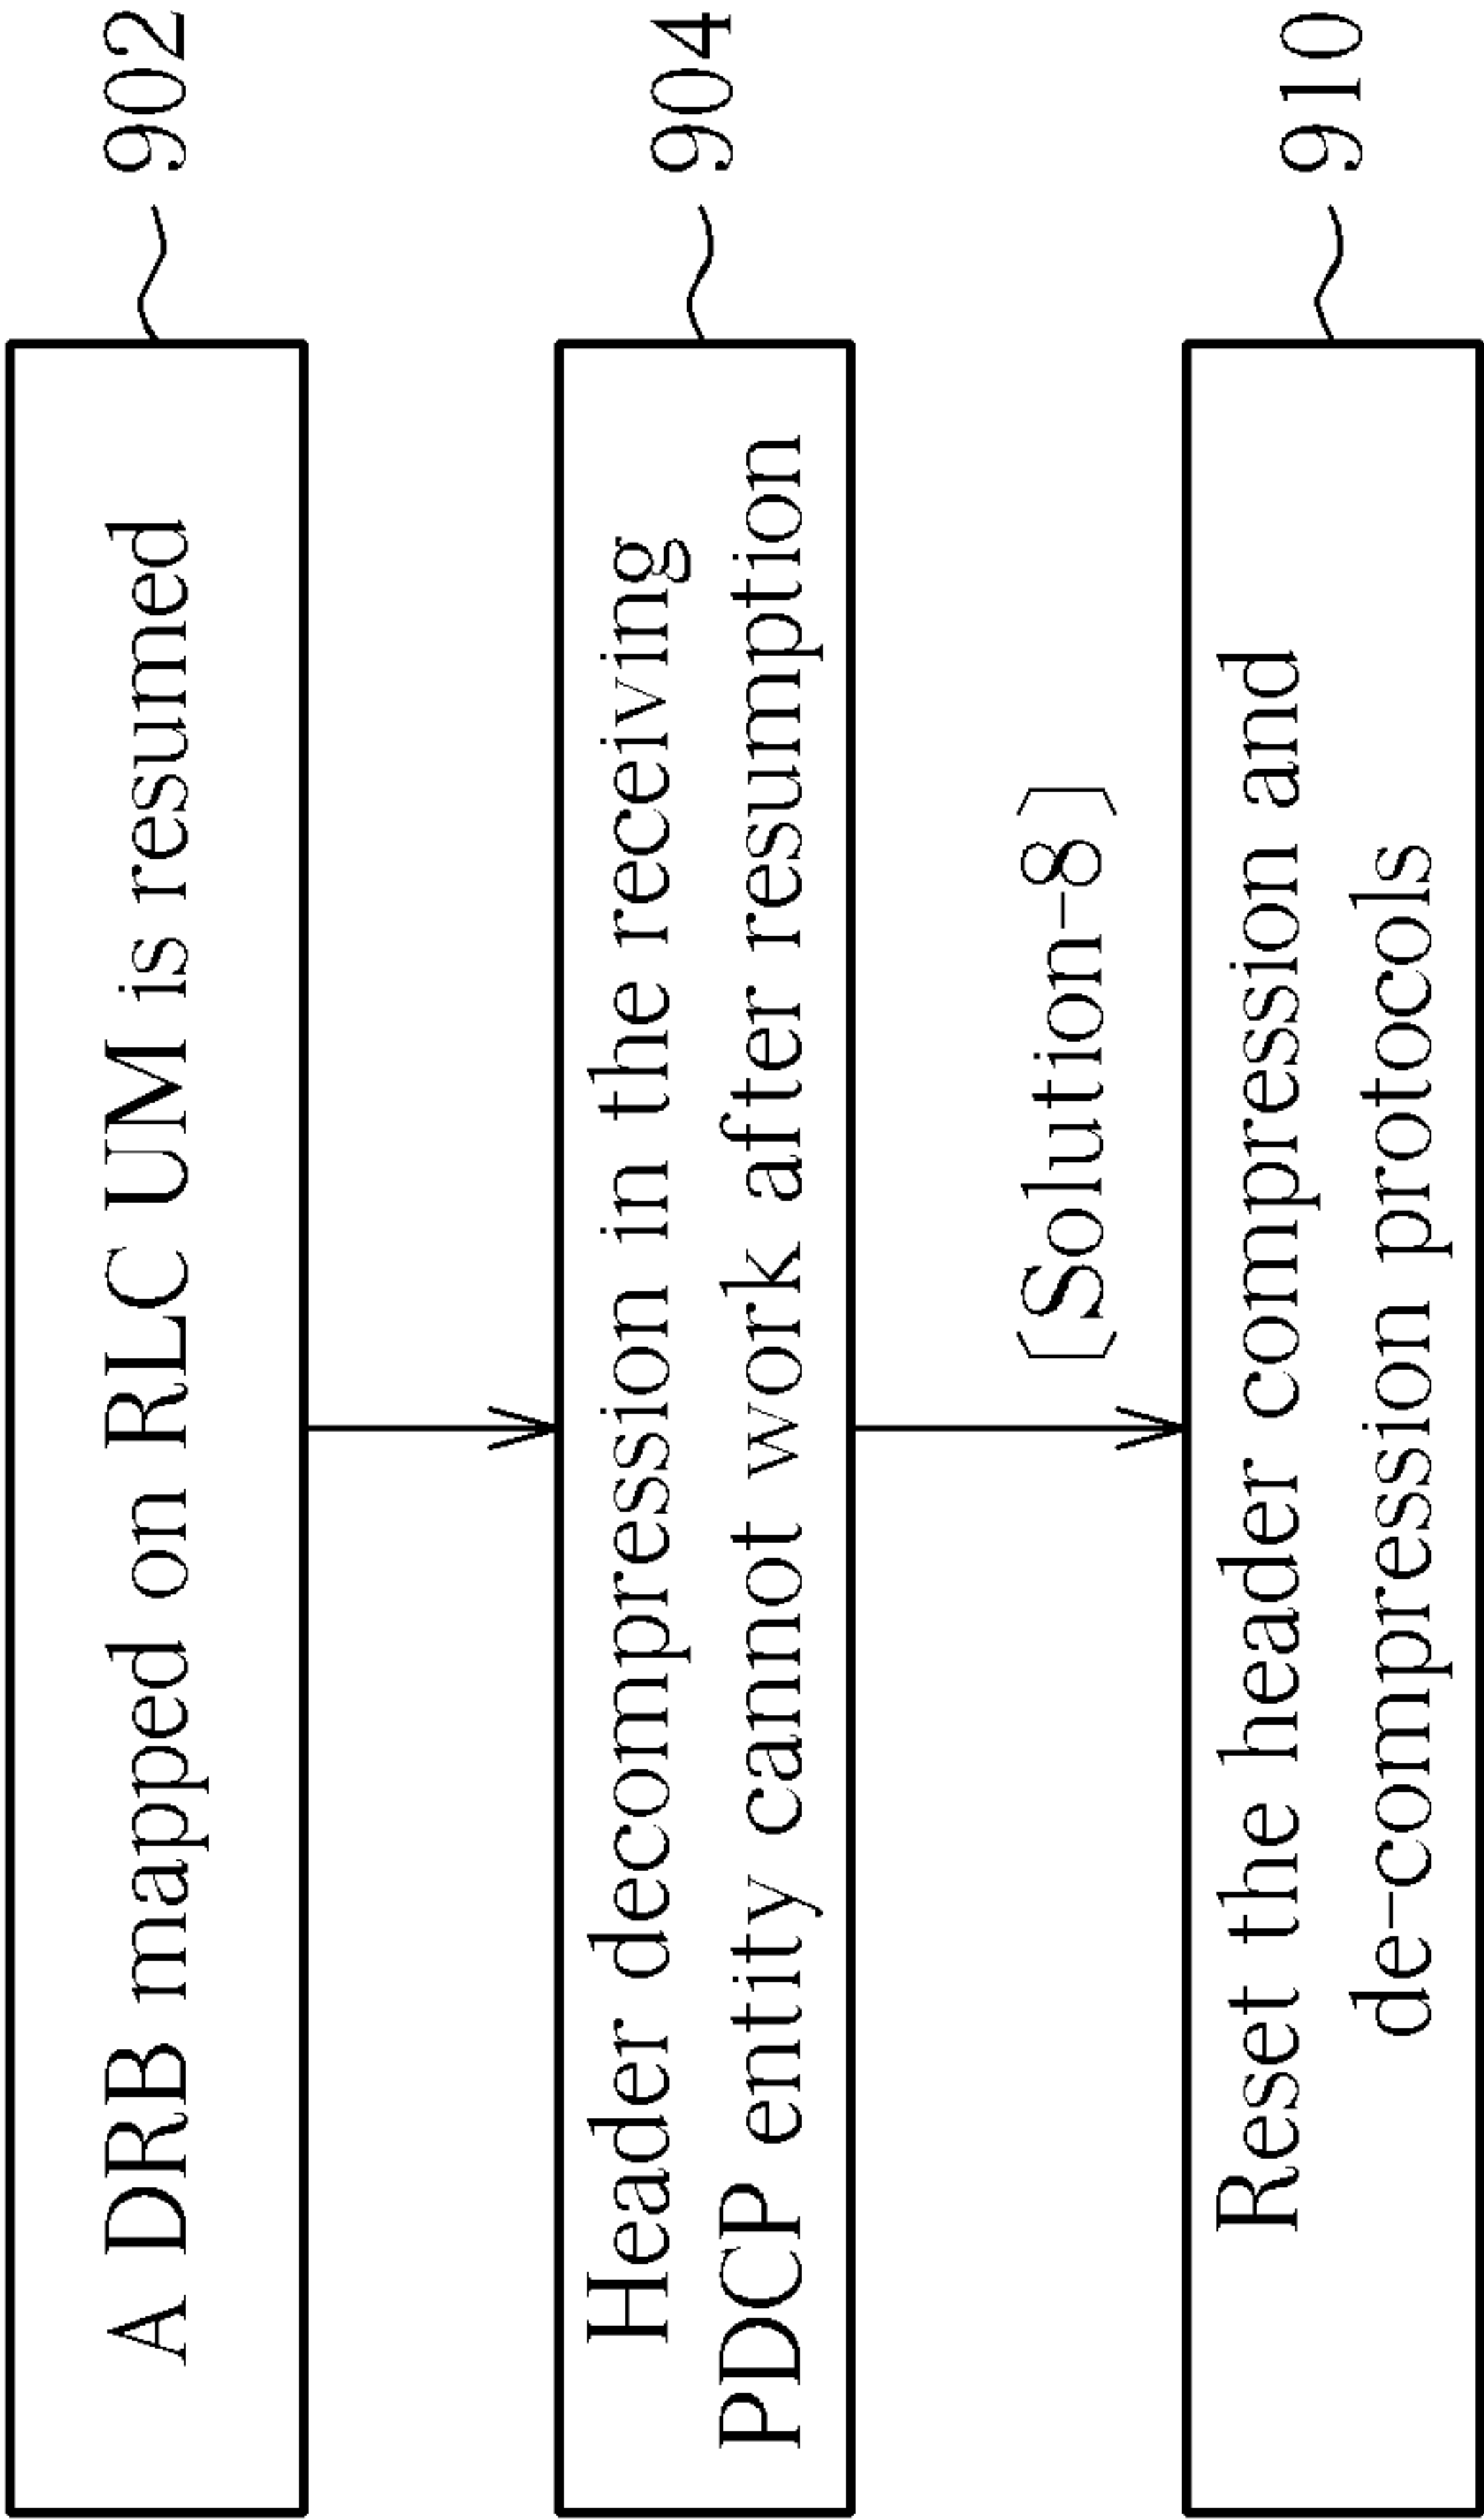 A DRB mapped on RLC UM is resumed
902
Header decompression in the receiving
PDCP entity cannot work after resumption
904
(Solution-8)
Reset the header compression and
de-compression protocols
910